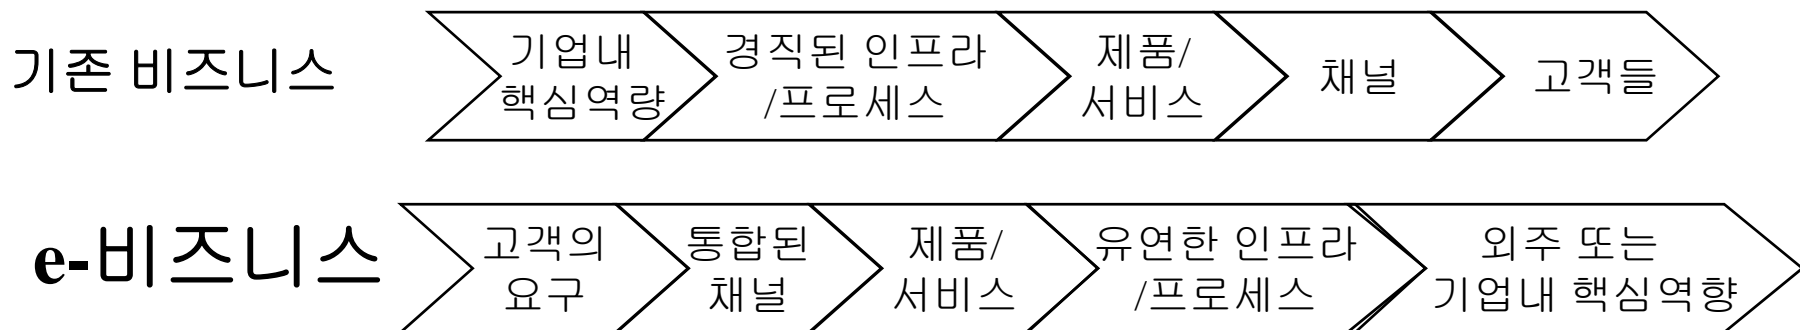 기존 비즈니스
기업내
핵심역량
경직된 인프라
/프로세스
제품/
서비스
채널
고객들
e-비즈니스
고객의
요구
통합된
채널
제품/
서비스
유연한 인프라
/프로세스
외주 또는
기업내 핵심역향